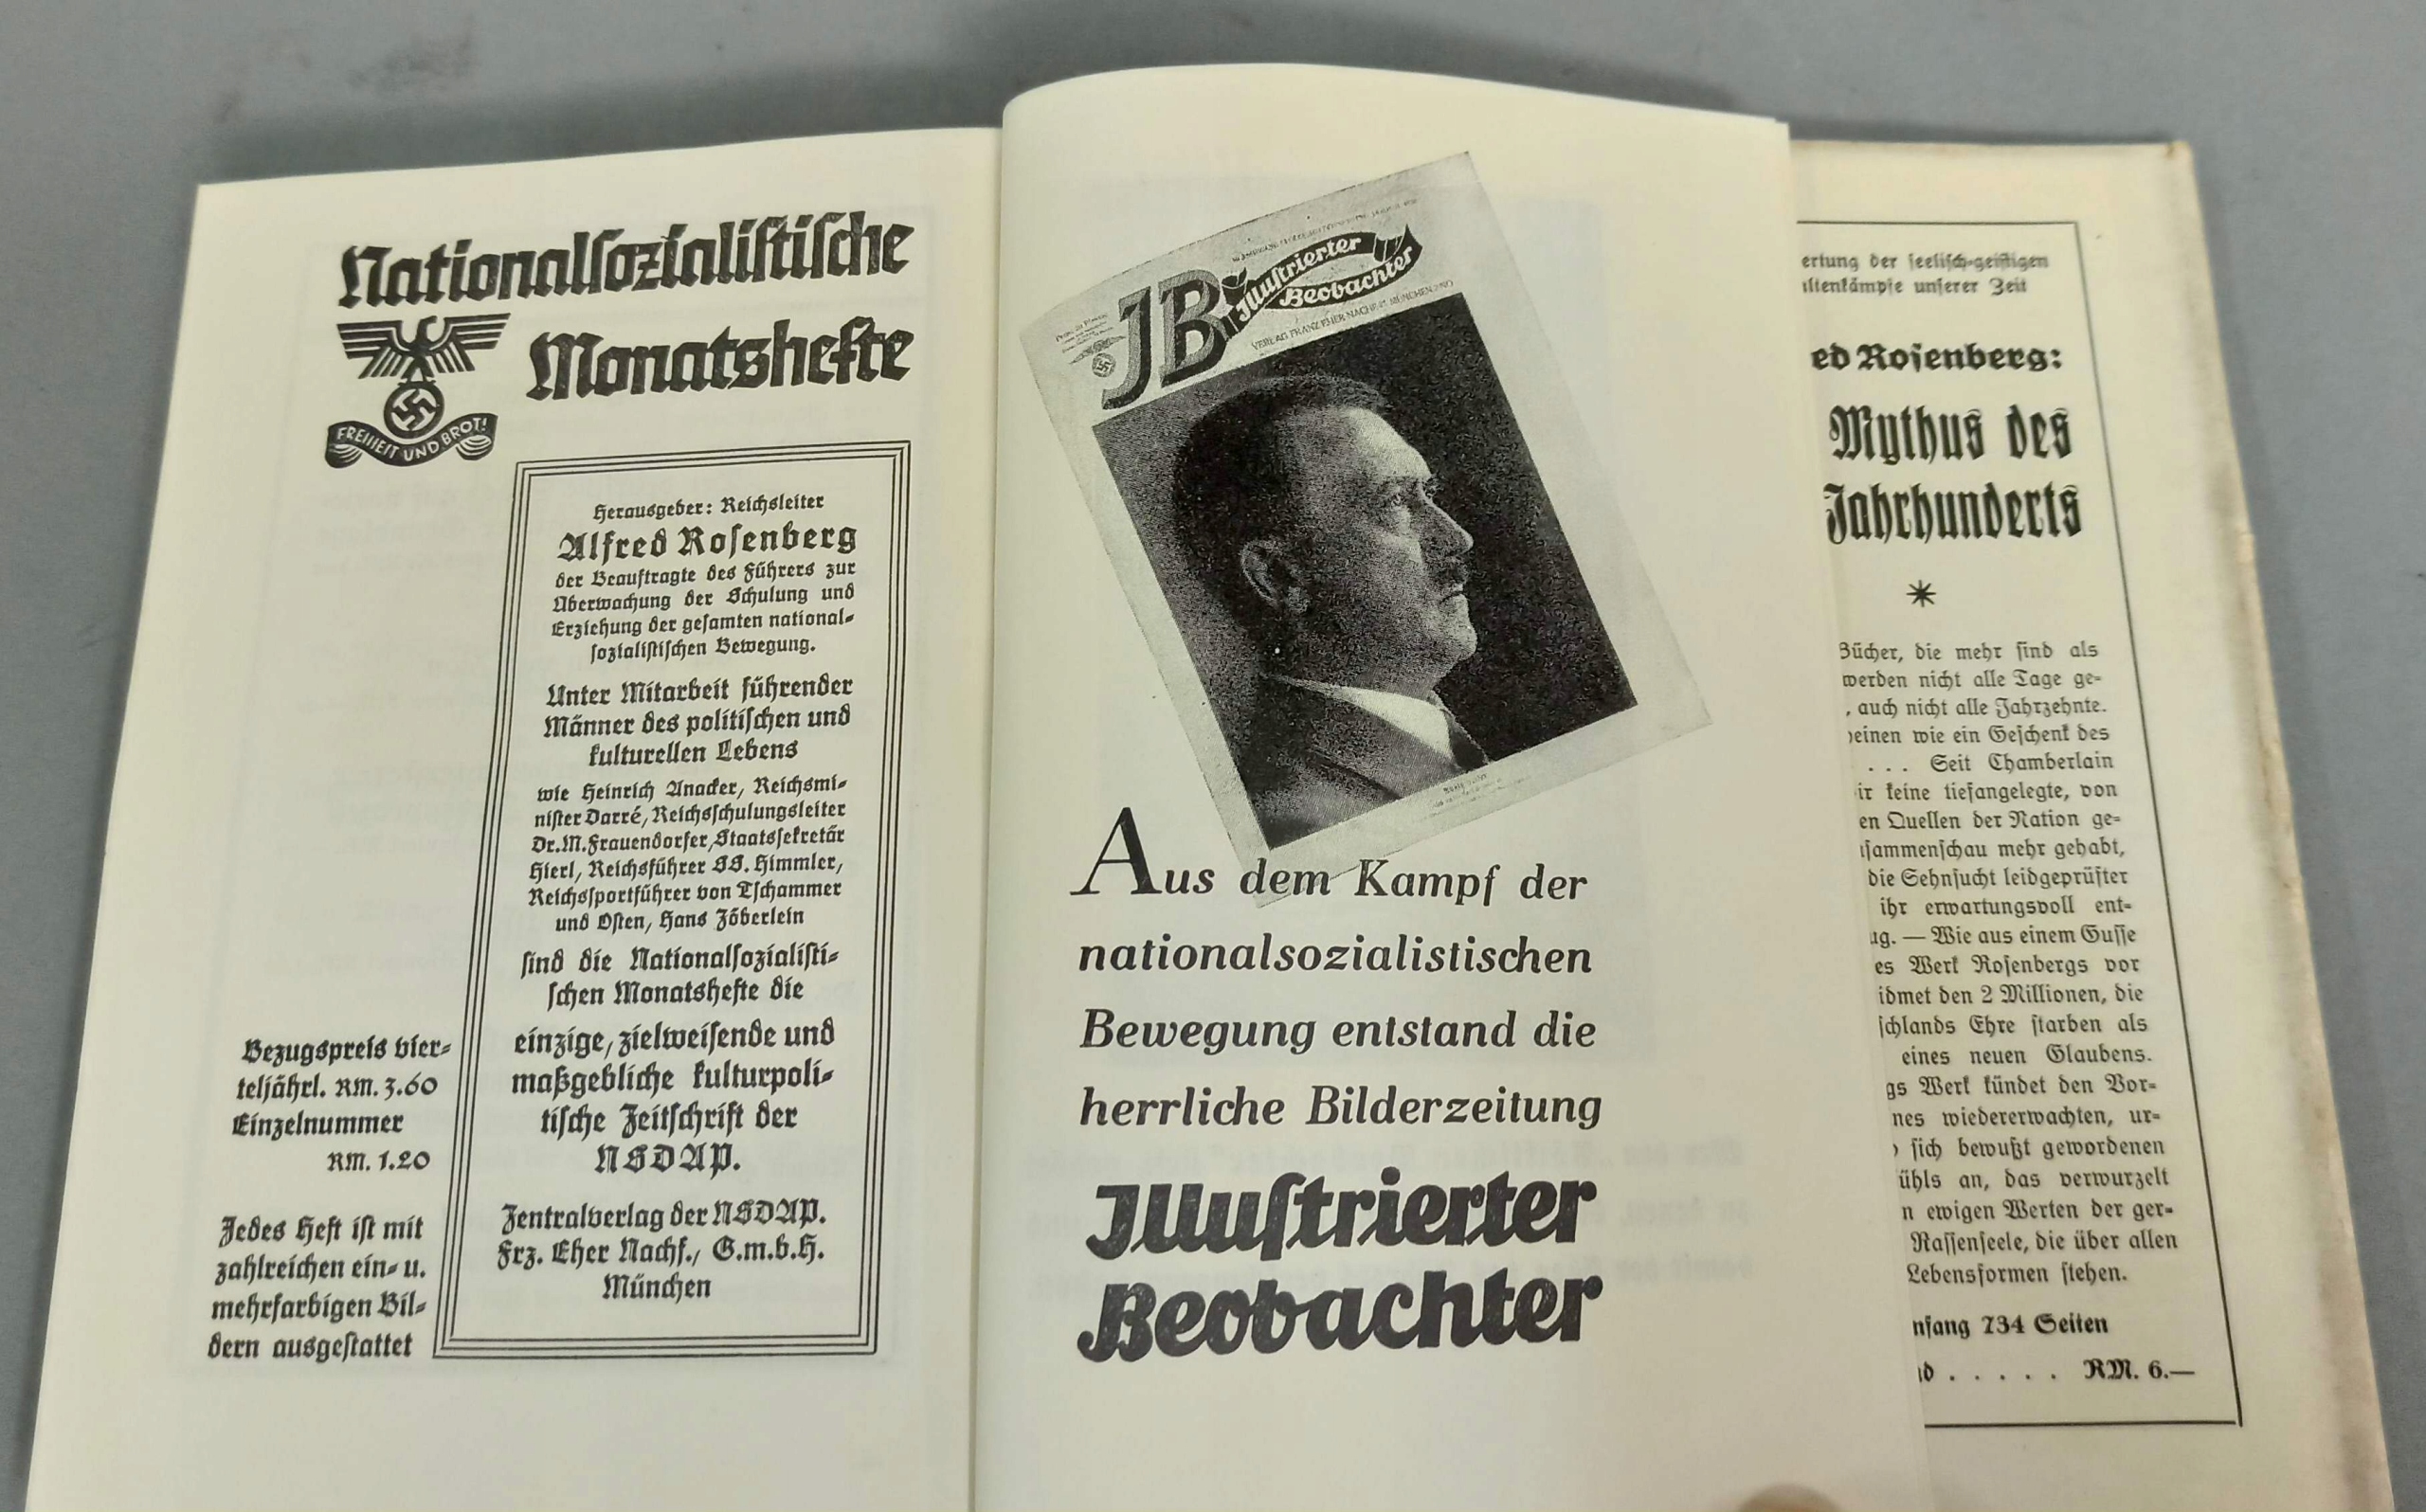 Nationalsozialistische
Monatshefte
FREIHEIT UND BROT!
Herausgeber: Reichsleiter
Alfred Rosenberg
der Beauftragte des Führers zur
Überwachung der Schulung und
Erziehung der gesamten national-
sozialistischen Bewegung.
Unter Mitarbeit führender
Männer des politischen und
kulturellen Lebens
wie Heinrich Anacker, Reichsmi-
nister Darré, Reichsschulungsleiter
Dr. M. Frauendorfer, Staatssekretär
Hierl, Reichsführer SS. Himmler,
Reichssportführer von Tschammer
und Osten, Hans Zöberlein
sind die Nationalsozialisti-
schen Monatshefte die
einzige, zielweisende und
maßgebliche kulturpoli-
tische Zeitschrift der
NSDAP.
Zentralverlag der NSDAP.
Frz. Eher Nachf., G.m.b.H.
München
Bezugspreis vier-
teljährl. RM. 3.60
Einzelnummer
RM. 1.20
Jedes Heft ist mit
zahlreichen ein- u.
mehrfarbigen Bil-
dern ausgestattet
JB Illustrierter
Beobachter
VERLAG FRANZ EHER NACHF. MÜNCHEN
Aus dem Kampf der
nationalsozialistischen
Bewegung entstand die
herrliche Bilderzeitung
Illustrierter
Beobachter
ertung der seelisch-geistigen
altenkämpfe unserer Zeit
ed Rosenberg:
Mythus des
Jahrhunderts
Bücher, die mehr sind als
werden nicht alle Tage ge-
, auch nicht alle Jahrzehnte.
einen wie ein Geschenk des
. . . Seit Chamberlain
ir keine tiefangelegte, von
en Quellen der Nation ge-
sammenschau mehr gehabt,
die Sehnsucht leidgeprüfter
ihr erwartungsvoll ent-
ug. — Wie aus einem Gusse
es Werk Rosenbergs vor
idmet den 2 Millionen, die
schlands Ehre starben als
eines neuen Glaubens.
gs Werk kündet den Vor-
nes wiedererwachten, ur-
sich bewußt gewordenen
ühls an, das verwurzelt
n ewigen Werten der ger-
Rassenseele, die über allen
Lebensformen stehen.
mfang 734 Seiten
d . . . . . RM. 6.—